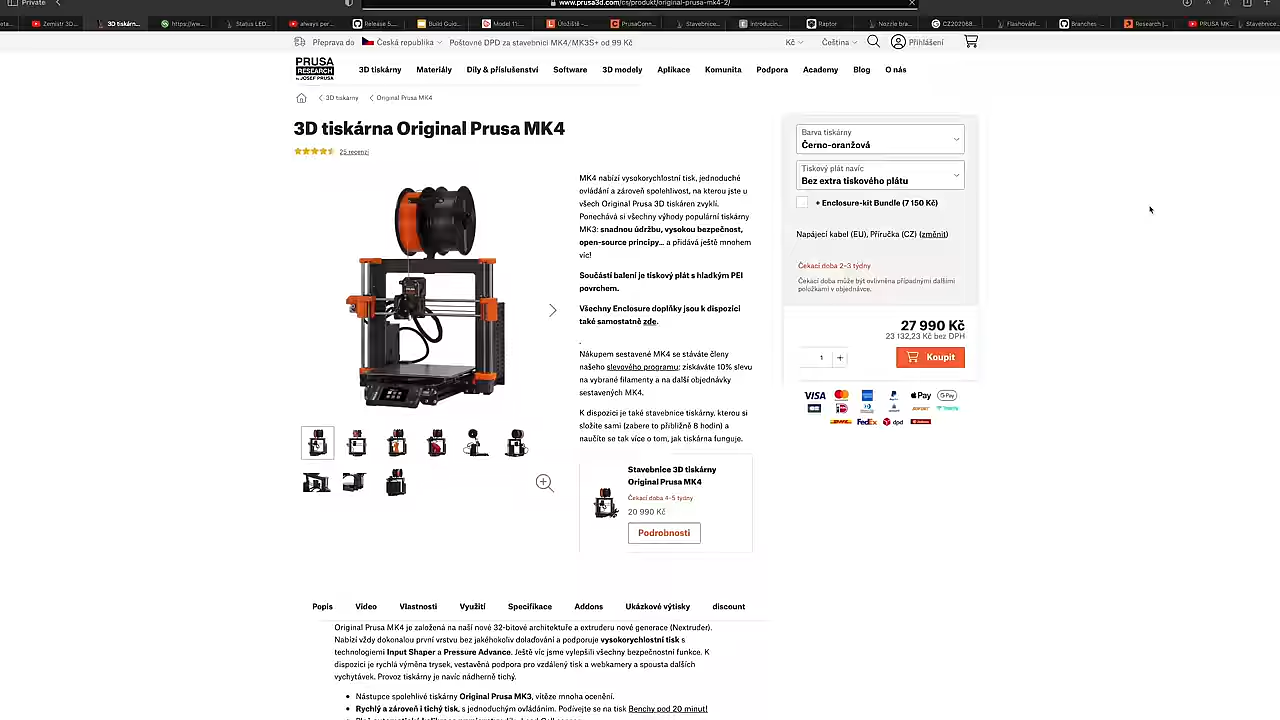 Private
www.prusa3d.com/cs/produkt/original-prusa-mk4-2/
Zemistr 3D...
3D tiskárn...
https://ww...
Status LED...
always per...
Release 5....
Build Guid...
Model 11:...
Úložiště -...
PrusaConn...
Stavebnice...
Introducin...
Raptor
Nozzle bra...
CZ202068...
Flashování...
Branches ·...
Research |...
PRUSA MK...
Stavebnice...
Přeprava do
Česká republika
Poštovné DPD za stavebnici MK4/MK3S+ od 99 Kč
Kč
Čeština
Přihlášení
PRUSA
RESEARCH
by JOSEF PRUSA
3D tiskárny
Materiály
Díly & příslušenství
Software
3D modely
Aplikace
Komunita
Podpora
Academy
Blog
O nás
3D tiskárny
Original Prusa MK4
3D tiskárna Original Prusa MK4
25 recenzí
MK4 nabízí vysokorychlostní tisk, jednoduché
ovládání a zároveň spolehlivost, na kterou jste u
všech Original Prusa 3D tiskáren zvyklí.
Ponechává si všechny výhody populární tiskárny
MK3: snadnou údržbu, vysokou bezpečnost,
open-source principy... a přidává ještě mnohem
víc!
Součástí balení je tiskový plát s hladkým PEI
povrchem.
Všechny Enclosure doplňky jsou k dispozici
také samostatně zde.
.
Nákupem sestavené MK4 se stáváte členy
našeho slevového programu: získáváte 10% slevu
na vybrané filamenty a na další objednávky
sestavených MK4.
K dispozici je také stavebnice tiskárny, kterou si
složíte sami (zabere to přibližně 8 hodin) a
naučíte se tak více o tom, jak tiskárna funguje.
Stavebnice 3D tiskárny
Original Prusa MK4
Čekací doba 4-5 týdny
20 990 Kč
Podrobnosti
Barva tiskárny
Černo-oranžová
Tiskový plát navíc
Bez extra tiskového plátu
+ Enclosure-kit Bundle (7 150 Kč)
Napájecí kabel (EU), Příručka (CZ) (změnit)
Čekací doba 2-3 týdny
Čekací doba může být ovlivněna případnými dalšími
položkami v objednávce.
27 990 Kč
23 132,23 Kč bez DPH
1
+
Koupit
VISA
Pay
G Pay
DHL
FedEx
dpd
Popis
Video
Vlastnosti
Využití
Specifikace
Addons
Ukázkové výtisky
discount
Original Prusa MK4 je založená na naší nové 32-bitové architektuře a extruderu nové generace (Nextruder).
Nabízí vždy dokonalou první vrstvu bez jakéhokoliv dolaďování a podporuje vysokorychlostní tisk s
technologiemi Input Shaper a Pressure Advance. Ještě víc jsme vylepšili všechny bezpečnostní funkce. K
dispozici je rychlá výměna trysek, vestavěná podpora pro vzdálený tisk a webkamery a spousta dalších
vychytávek. Provoz tiskárny je navíc nádherně tichý.
• Nástupce spolehlivé tiskárny Original Prusa MK3, vítěze mnoha ocenění.
• Rychlý a zároveň i tichý tisk, s jednoduchým ovládáním. Podívejte se na tisk Benchy pod 20 minut!